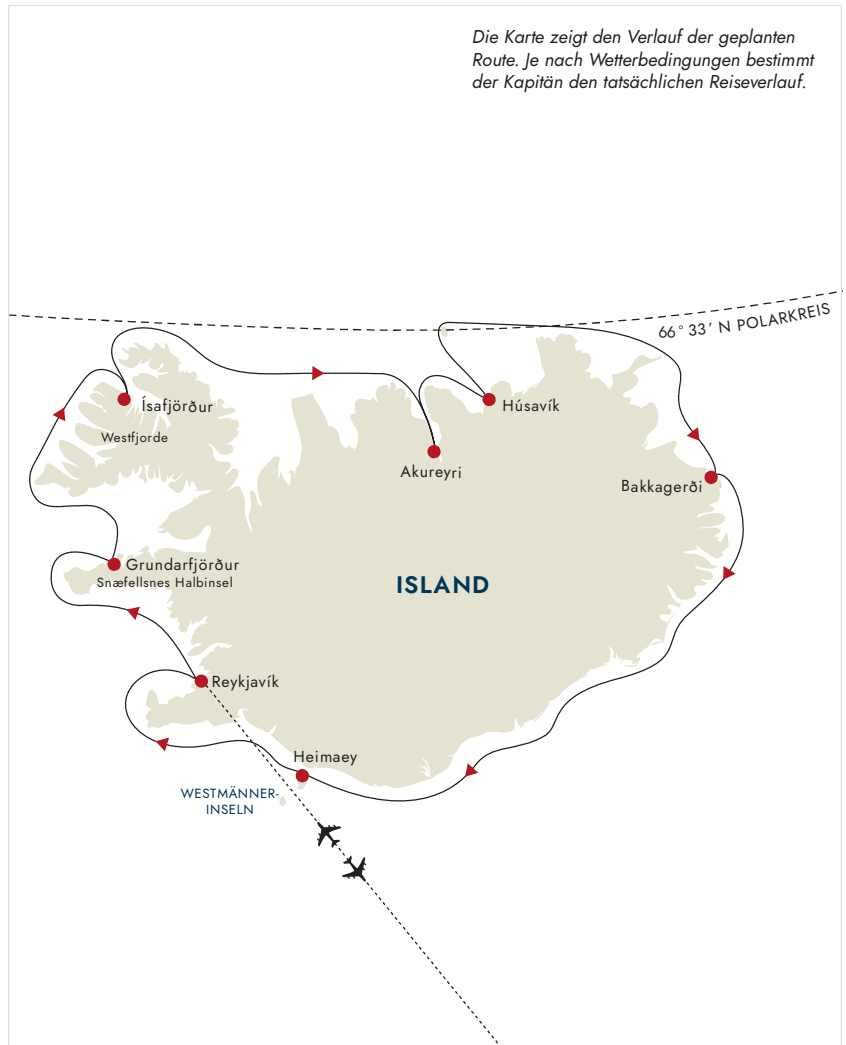 Die Karte zeigt den Verlauf der geplanten
Route. Je nach Wetterbedingungen bestimmt
der Kapitän den tatsächlichen Reiseverlauf.
66° 33’ N POLARKREIS
Ísafjörður
Westfjorde
Húsavík
Akureyri
Bakkagerði
Grundarfjörður
Snæfellsnes Halbinsel
ISLAND
Reykjavík
Heimaey
WESTMÄNNER-
INSELN